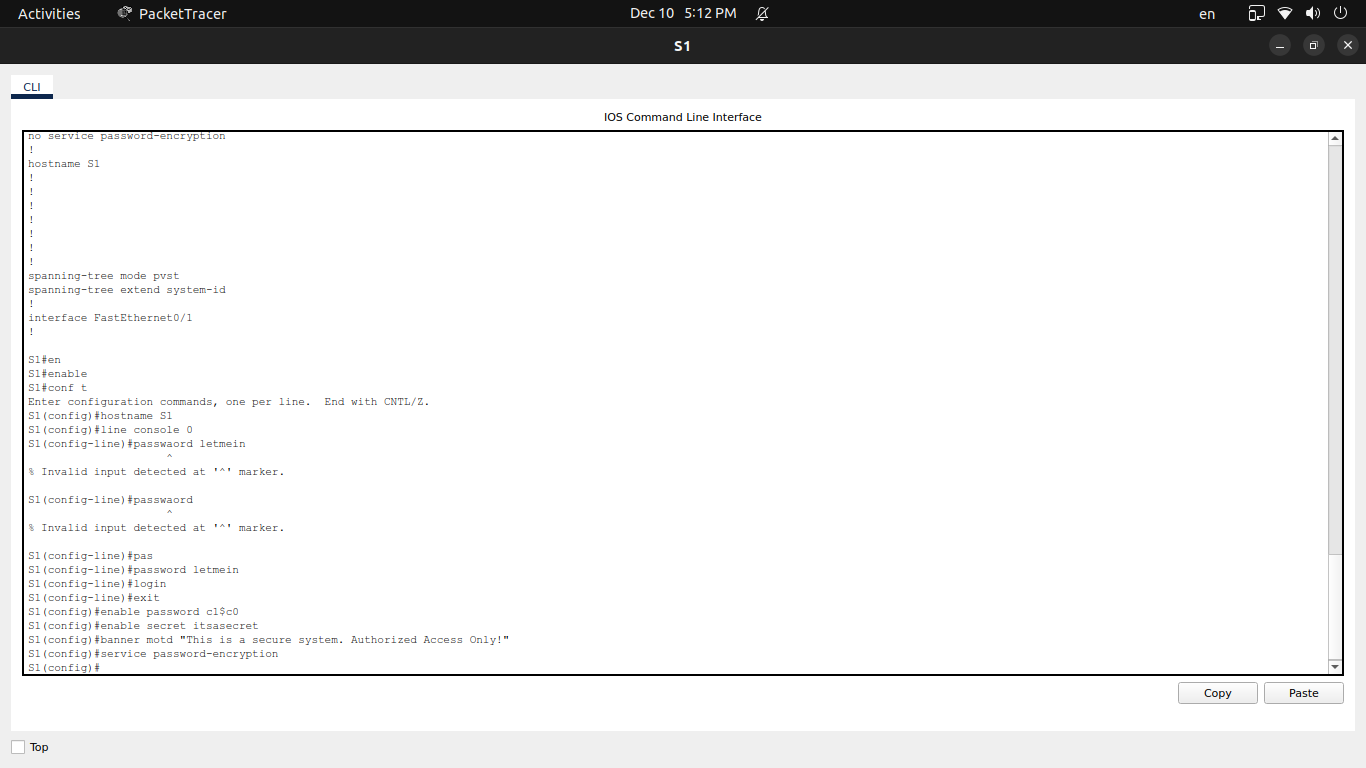 Activities
PacketTracer
Dec 10 5:12 PM
en
S1
CLI
IOS Command Line Interface
no service password-encryption
!
hostname S1
!
!
!
!
!
!
!
spanning-tree mode pvst
spanning-tree extend system-id
!
interface FastEthernet0/1
!
S1#en
S1#enable
S1#conf t
Enter configuration commands, one per line.  End with CNTL/Z.
S1(config)#hostname S1
S1(config)#line console 0
S1(config-line)#passwaord letmein
^
% Invalid input detected at '^' marker.
S1(config-line)#passwaord
^
% Invalid input detected at '^' marker.
S1(config-line)#pas
S1(config-line)#password letmein
S1(config-line)#login
S1(config-line)#exit
S1(config)#enable password c1$c0
S1(config)#enable secret itsasecret
S1(config)#banner motd "This is a secure system. Authorized Access Only!"
S1(config)#service password-encryption
S1(config)#
Copy
Paste
Top